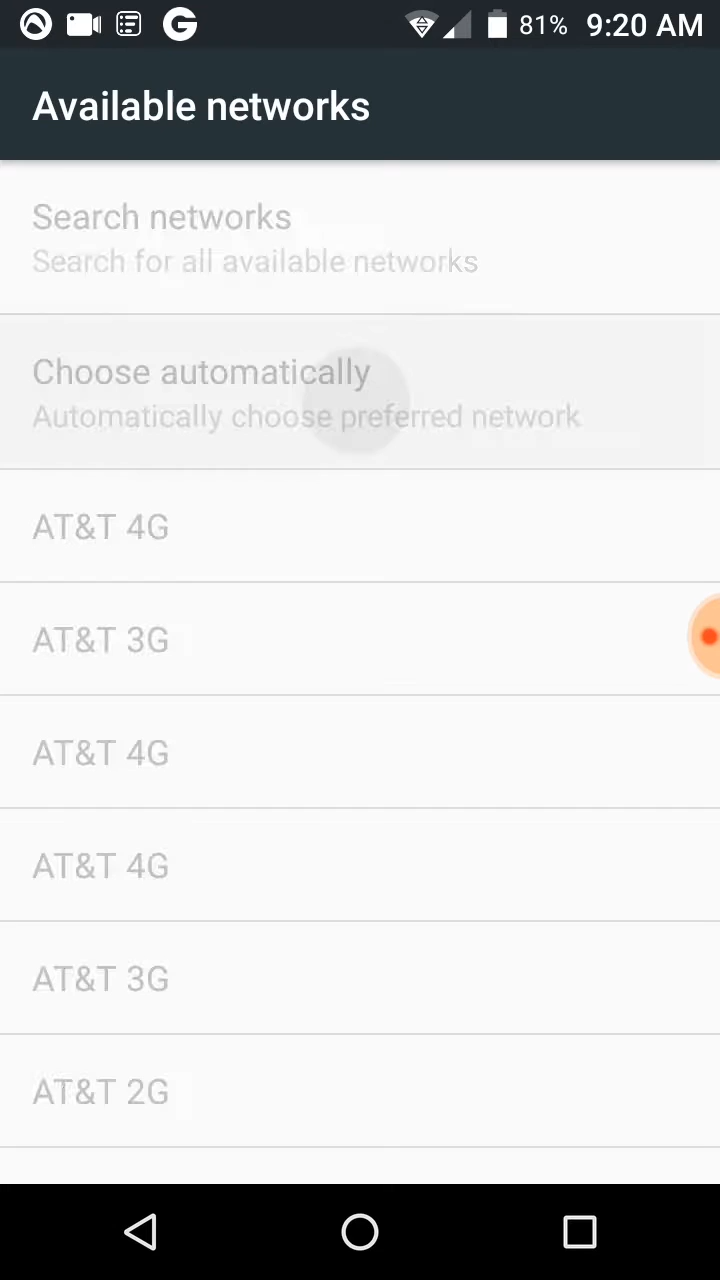 81% 9:20 AM
Available networks
Search networks
Search for all available networks
Choose automatically
Automatically choose preferred network
AT&T 4G
AT&T 3G
AT&T 4G
AT&T 4G
AT&T 3G
AT&T 2G